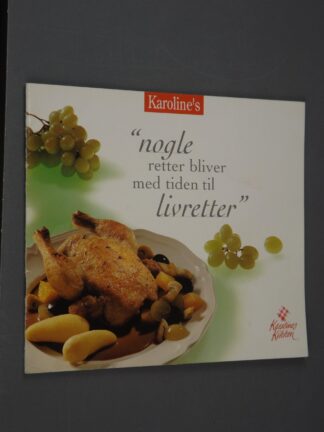 Karoline's
“nogle
retter bliver
med tiden til
livretter”
Karolines
Køkken